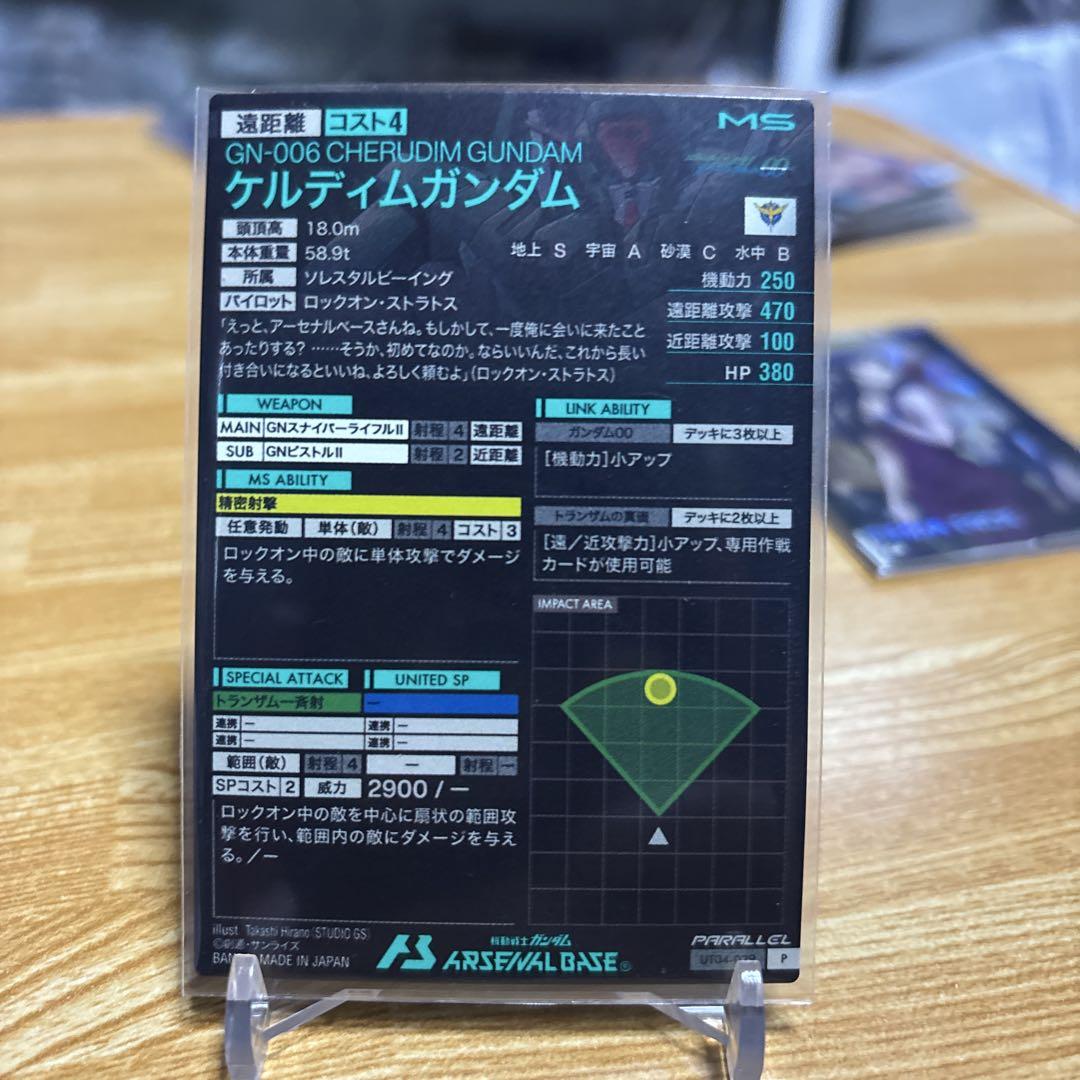 遠距離 コスト4 MS
GN-006 CHERUDIM GUNDAM
ケルディムガンダム
頭頂高 18.0m
本体重量 58.9t
地上 S 宇宙 A 砂漠 C 水中 B
所属 ソレスタルビーイング
機動力 250
パイロット ロックオン・ストラトス
遠距離攻撃 470
近距離攻撃 100
HP 380
「えっと、アーセナルベースさんね。もしかして、一度俺に会いに来たこと
あったりする? ……そうか、初めてなのか。ならいいんだ、これから長い
付き合いになるといいね、よろしく頼むよ」(ロックオン・ストラトス)
WEAPON
MAIN GNスナイパーライフルⅡ 射程 4 遠距離
SUB GNピストルⅡ 射程 2 近距離
MS ABILITY
精密射撃
任意発動 単体(敵) 射程 4 コスト 3
ロックオン中の敵に単体攻撃でダメージ
を与える。
LINK ABILITY
ガンダム00 デッキに3枚以上
[機動力]小アップ
トランザムの真価 デッキに2枚以上
[遠/近攻撃力]小アップ、専用作戦
カードが使用可能
IMPACT AREA
SPECIAL ATTACK UNITED SP
トランザム一斉射 ー
連携 ー 連携 ー
連携 ー 連携 ー
範囲(敵) 射程 4 ー 射程 ー
SPコスト 2 威力 2900 / ー
ロックオン中の敵を中心に扇状の範囲攻
撃を行い、範囲内の敵にダメージを与え
る。/ー
illust Takashi Hirano(STUDIO GS)
©創通・サンライズ
MADE IN JAPAN
機動戦士ガンダム
ARSENAL BASE®
PARALLEL
P